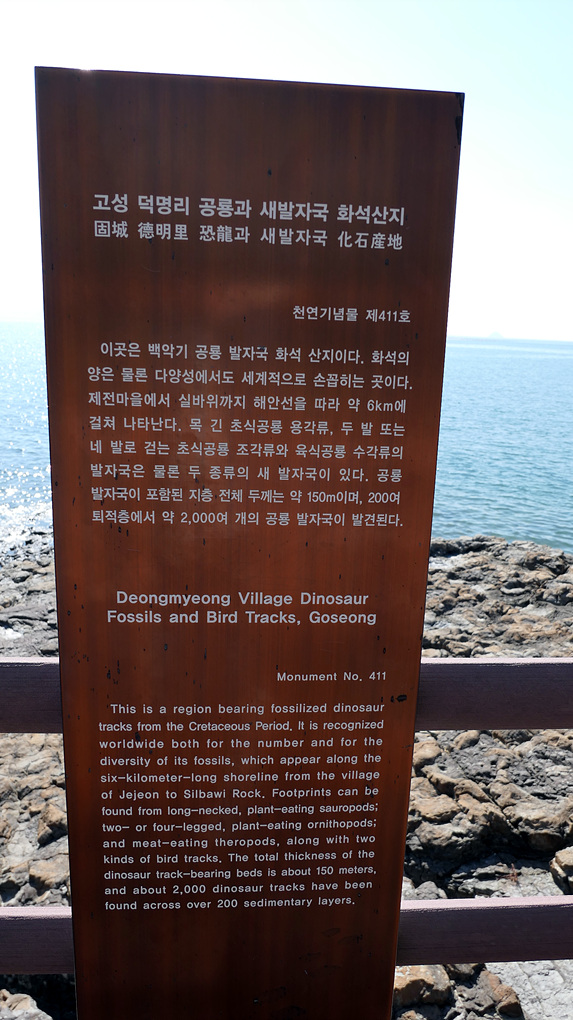 고성 덕명리 공룡과 새발자국 화석산지
固城 德明里 恐龍과 새발자국 化石産地
천연기념물 제411호
이곳은 백악기 공룡 발자국 화석 산지이다. 화석의
양은 물론 다양성에서도 세계적으로 손꼽히는 곳이다.
제전마을에서 실바위까지 해안선을 따라 약 6km에
걸쳐 나타난다. 목 긴 초식공룡 용각류, 두 발 또는
네 발로 걷는 초식공룡 조각류와 육식공룡 수각류의
발자국은 물론 두 종류의 새 발자국이 있다. 공룡
발자국이 포함된 지층 전체 두께는 약 150m이며, 200여
퇴적층에서 약 2,000여 개의 공룡 발자국이 발견된다.
Deongmyeong Village Dinosaur
Fossils and Bird Tracks, Goseong
Monument No. 411
This is a region bearing fossilized dinosaur
tracks from the Cretaceous Period. It is recognized
worldwide both for the number and for the
diversity of its fossils, which appear along the
six-kilometer-long shoreline from the village
of Jejeon to Silbawi Rock. Footprints can be
found from long-necked, plant-eating sauropods;
two- or four-legged, plant-eating ornithopods;
and meat-eating theropods, along with two
kinds of bird tracks. The total thickness of the
dinosaur track-bearing beds is about 150 meters,
and about 2,000 dinosaur tracks have been
found across over 200 sedimentary layers.